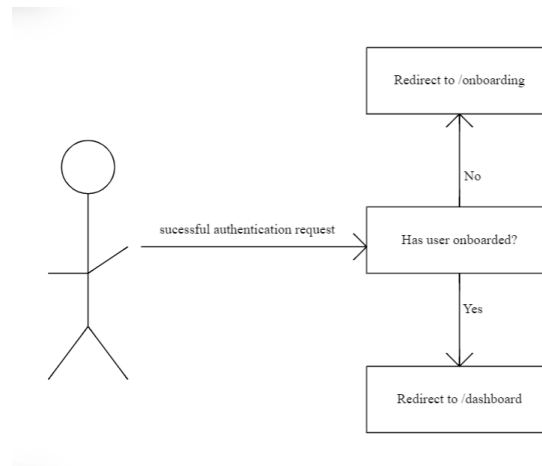 Redirect to /onboarding
No
sucessful authentication request
Has user onboarded?
Yes
Redirect to /dashboard